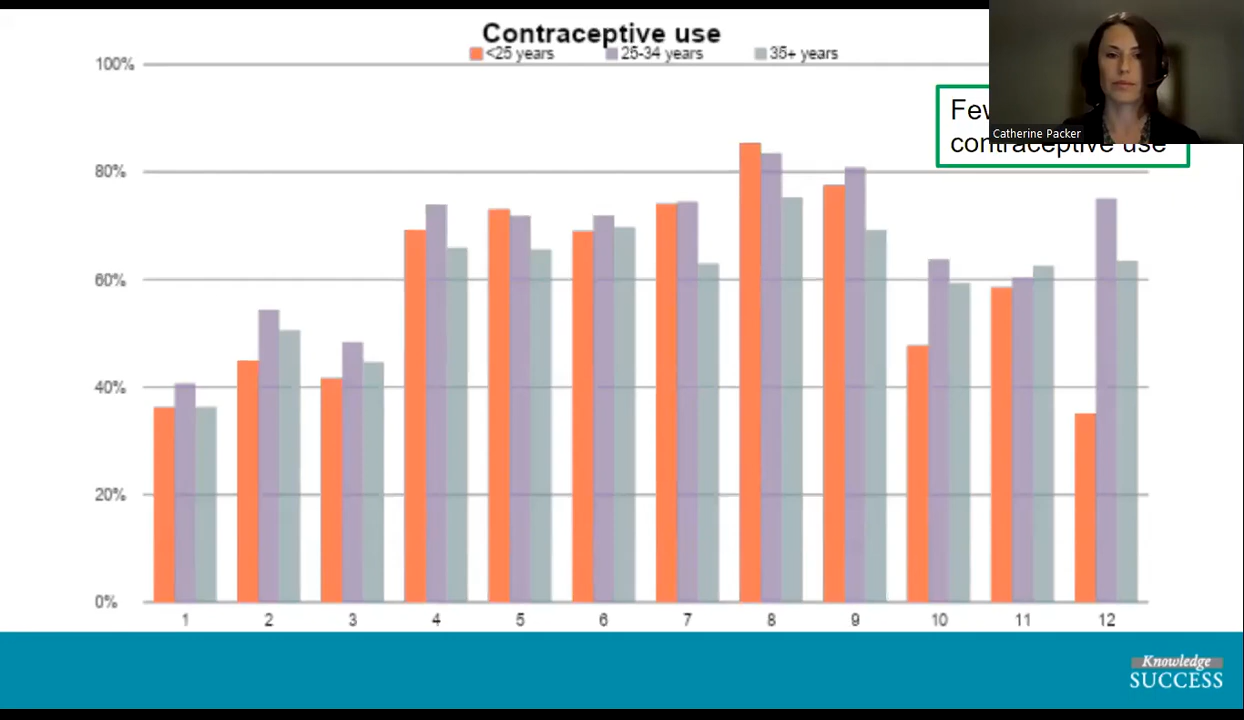 Contraceptive use
<25 years 25-34 years 35+ years
100%
80%
60%
40%
20%
0%
1 2 3 4 5 6 7 8 9 10 11 12
contraceptive use
Catherine Packer
Knowledge
SUCCESS